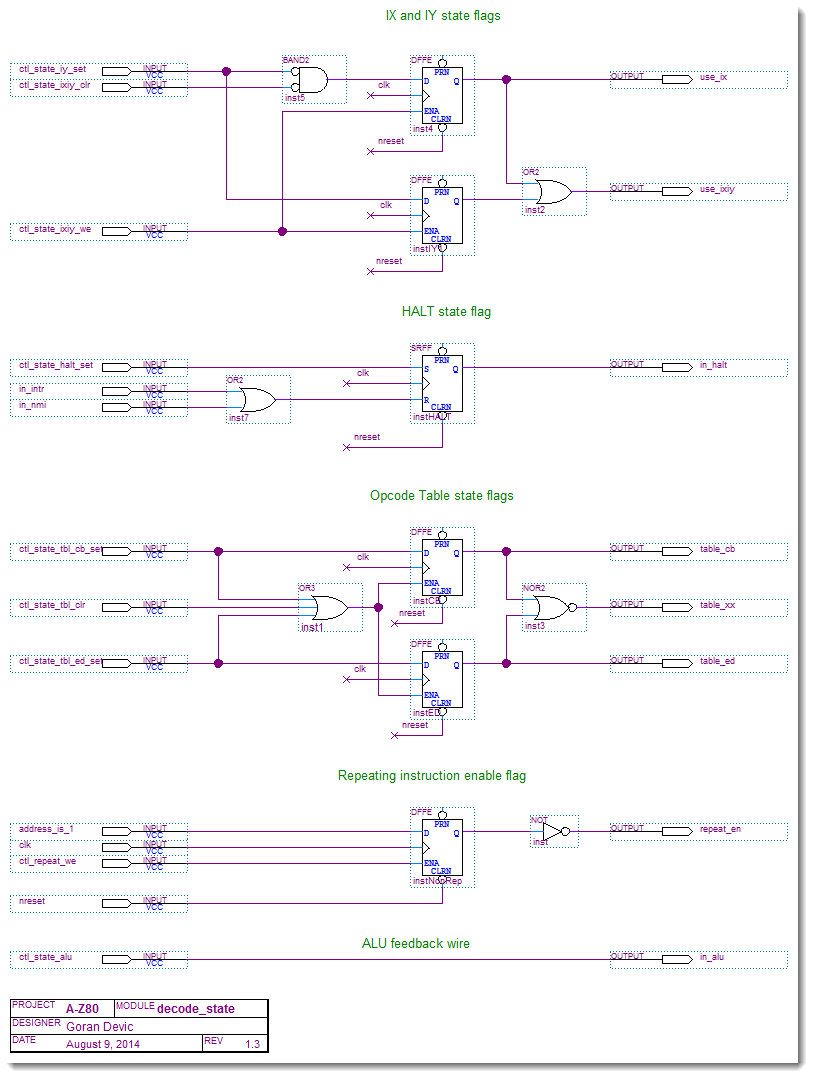 IX and IY state flags
ctl_state_iy_set INPUT VCC
ctl_state_ixiy_clr INPUT VCC
BAND2
inst5
DFFE
PRN
D Q
clk
ENA
CLRN
inst4
nreset
OUTPUT use_ix
DFFE
PRN
D Q
clk
ctl_state_ixiy_we INPUT VCC
ENA
CLRN
instIY
nreset
OR2
inst2
OUTPUT use_ixiy
HALT state flag
ctl_state_halt_set INPUT VCC
in_intr INPUT VCC
in_nmi INPUT VCC
OR2
inst7
SRFF
PRN
S Q
clk
R
CLRN
instHALT
nreset
OUTPUT in_halt
Opcode Table state flags
ctl_state_tbl_cb_set INPUT VCC
ctl_state_tbl_clr INPUT VCC
ctl_state_tbl_ed_set INPUT VCC
OR3
inst1
DFFE
PRN
D Q
clk
ENA
CLRN
instCB
nreset
DFFE
PRN
D Q
clk
ENA
CLRN
instED
nreset
NOR2
inst3
OUTPUT table_cb
OUTPUT table_xx
OUTPUT table_ed
Repeating instruction enable flag
address_is_1 INPUT VCC
clk INPUT VCC
ctl_repeat_we INPUT VCC
nreset INPUT VCC
DFFE
PRN
D Q
ENA
CLRN
instNonRep
NOT
inst
OUTPUT repeat_en
ALU feedback wire
ctl_state_alu INPUT VCC
OUTPUT in_alu
PROJECT A-Z80 MODULE decode_state
DESIGNER Goran Devic
DATE August 9, 2014 REV 1.3